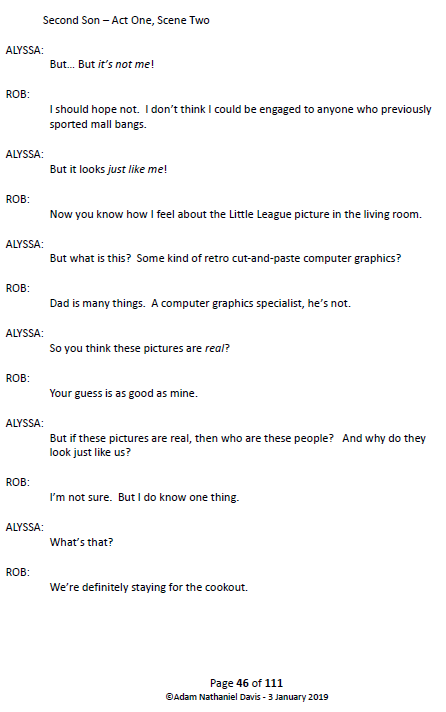 Second Son – Act One, Scene Two
ALYSSA:
But… But it’s not me!
ROB:
I should hope not.  I don’t think I could be engaged to anyone who previously
sported mall bangs.
ALYSSA:
But it looks just like me!
ROB:
Now you know how I feel about the Little League picture in the living room.
ALYSSA:
But what is this?  Some kind of retro cut-and-paste computer graphics?
ROB:
Dad is many things.  A computer graphics specialist, he’s not.
ALYSSA:
So you think these pictures are real?
ROB:
Your guess is as good as mine.
ALYSSA:
But if these pictures are real, then who are these people?   And why do they
look just like us?
ROB:
I’m not sure.  But I do know one thing.
ALYSSA:
What’s that?
ROB:
We’re definitely staying for the cookout.
Page 46 of 111
©Adam Nathaniel Davis - 3 January 2019